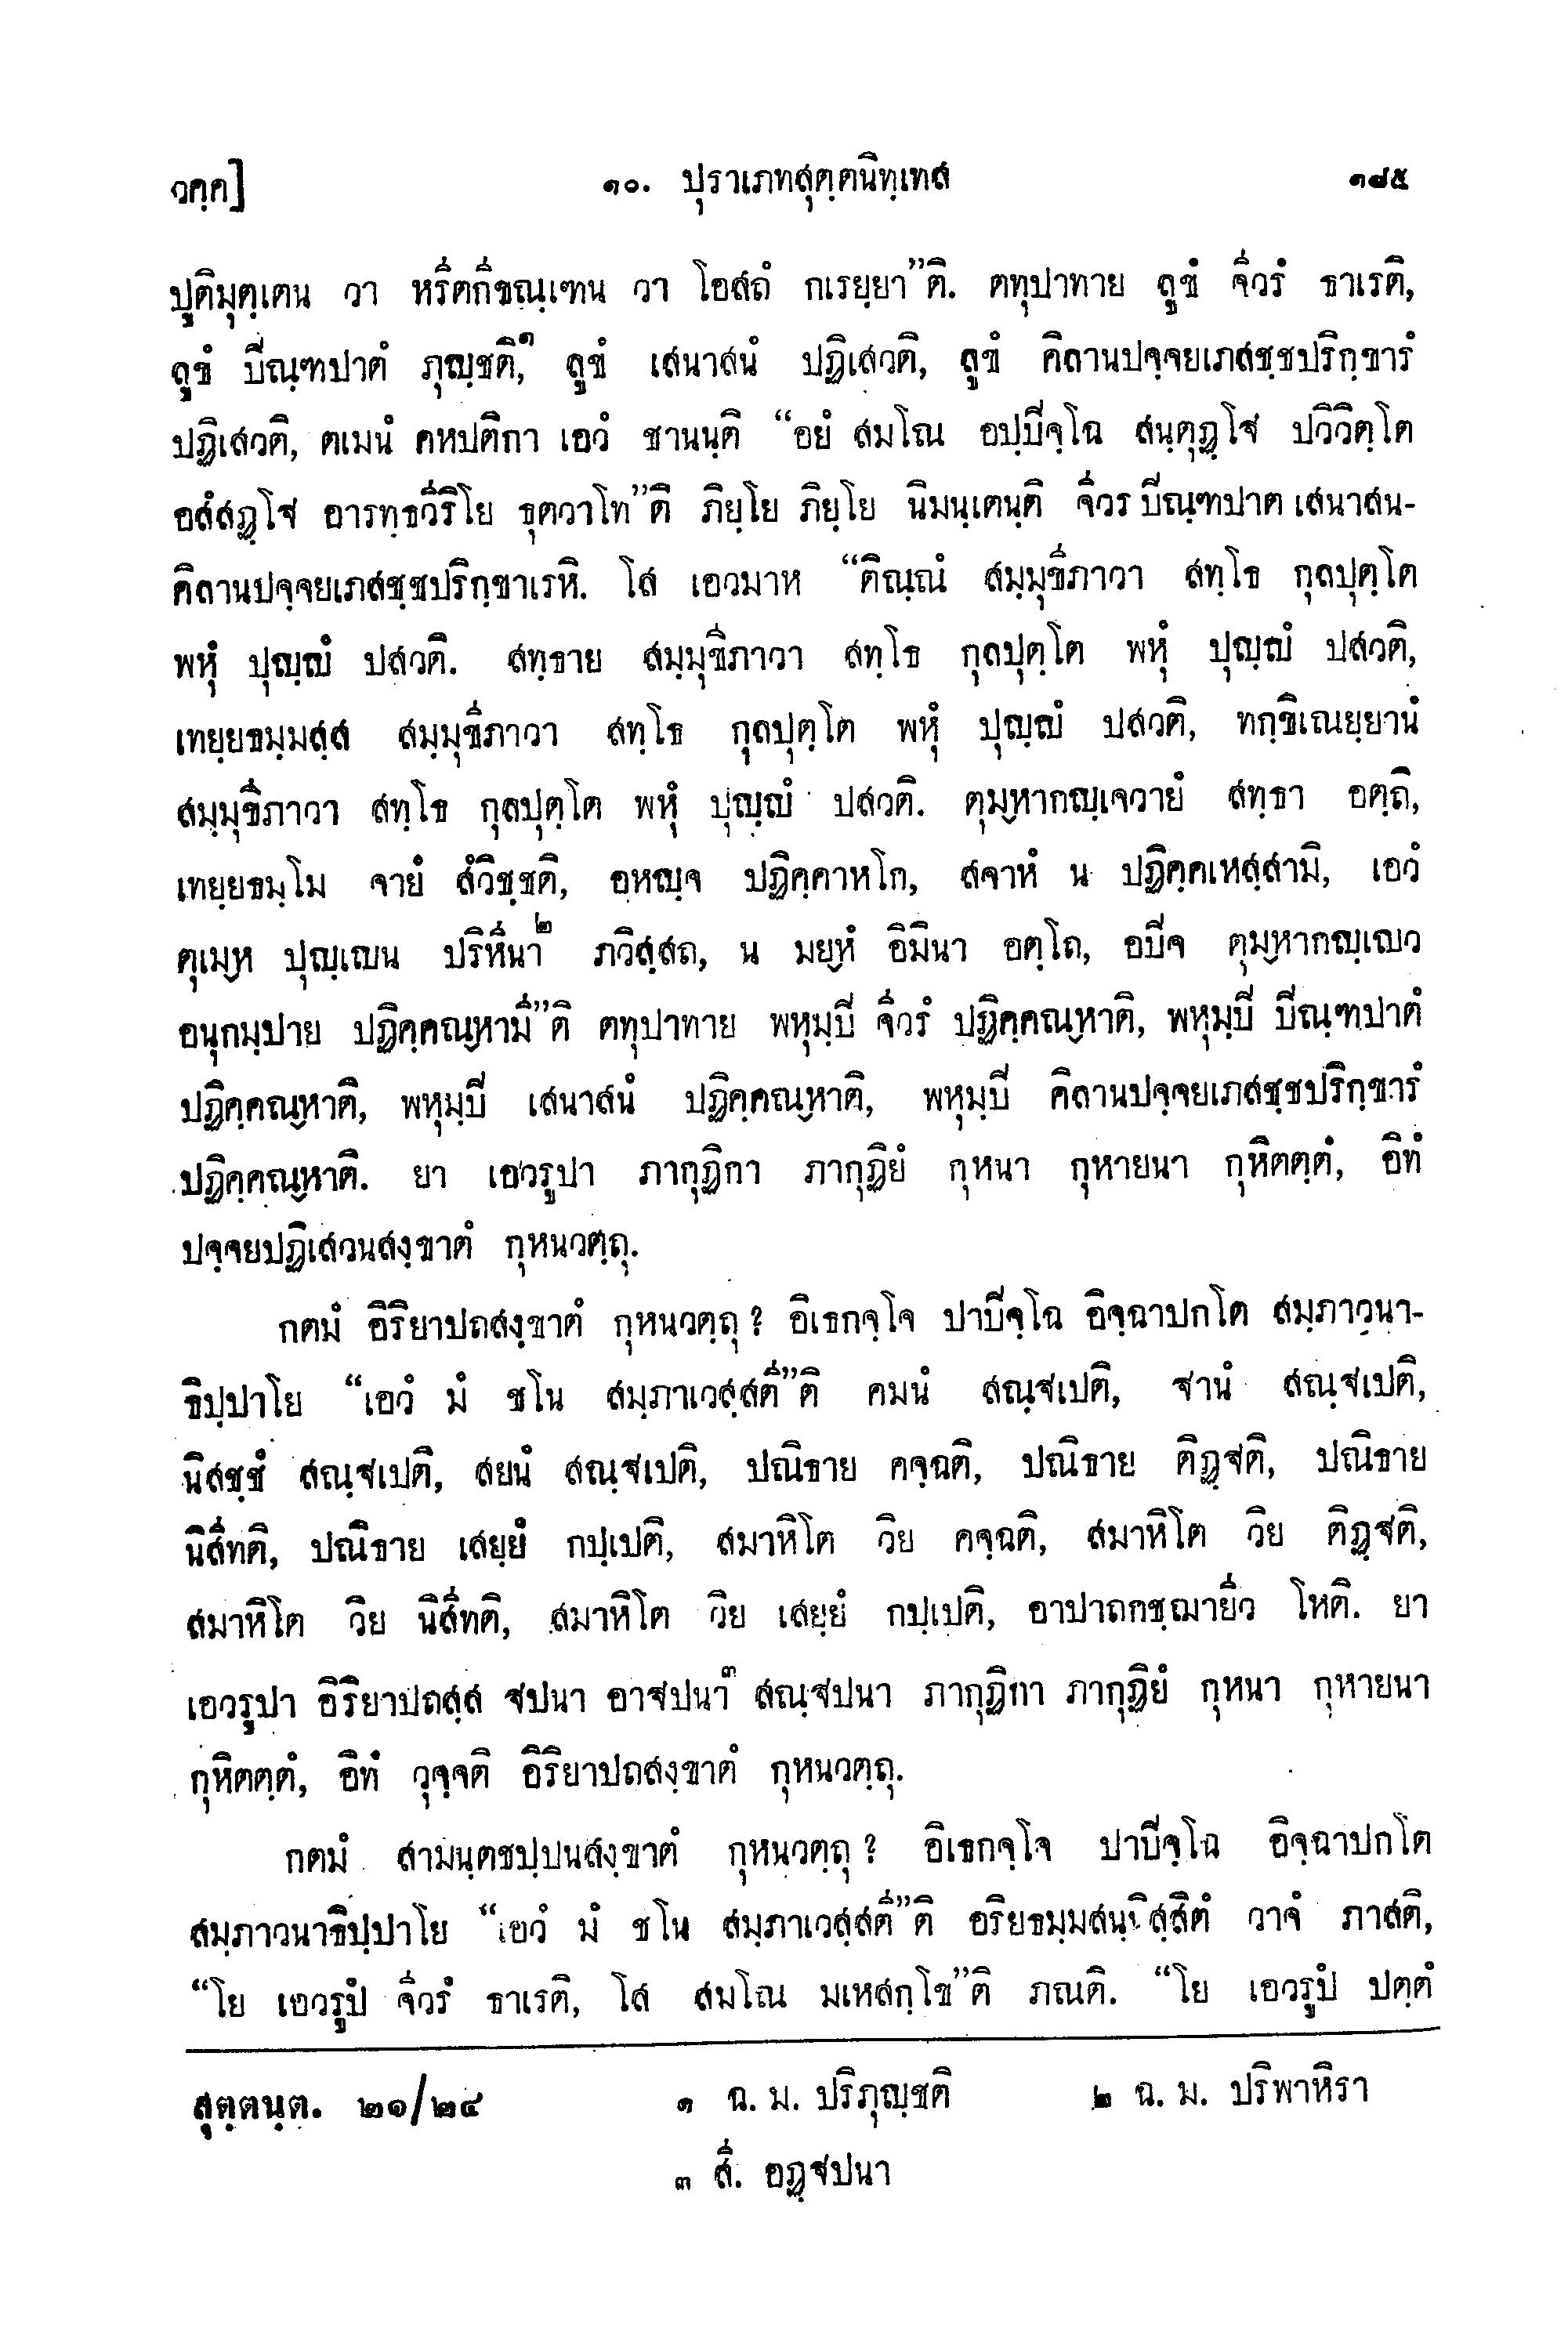 วคฺค]
๑๐. ปุราเภทสุตฺตนิทฺเทส
๑๘๕
ปูติมุตฺเตน วา หรีตกีขณฺเฑน วา โอสถํ กเรยฺยา”ติ. ตทุปาทาย ลูขํ จีวรํ ธาเรติ,
ลูขํ ปิณฺฑปาตํ ภุญฺชติ,๑ ลูขํ เสนาสนํ ปฏิเสวติ, ลูขํ คิลานปจฺจยเภสชฺชปริกฺขารํ
ปฏิเสวติ, ตเมนํ คหปติกา เอวํ ชานนฺติ “อยํ สมโณ อปฺปิจฺโฉ สนฺตุฏฺโฐ ปวิวิตฺโต
อสํสฏฺโฐ อารทฺธวีริโย ธุตวาโท”ติ ภิยฺโย ภิยฺโย นิมนฺเตนฺติ จีวร ปิณฺฑปาต เสนาสน-
คิลานปจฺจยเภสชฺชปริกฺขาเรหิ. โส เอวมาห “ติณฺณํ สมฺมุขีภาวา สทฺโธ กุลปุตฺโต
พหุํ ปุญฺญํ ปสวติ. สทฺธาย สมฺมุขีภาวา สทฺโธ กุลปุตฺโต พหุํ ปุญฺญํ ปสวติ,
เทยฺยธมฺมสฺส สมฺมุขีภาวา สทฺโธ กุลปุตฺโต พหุํ ปุญฺญํ ปสวติ, ทกฺขิเณยฺยานํ
สมฺมุขีภาวา สทฺโธ กุลปุตฺโต พหุํ ปุญฺญํ ปสวติ. ตุมฺหากญฺเจวายํ สทฺธา อตฺถิ,
เทยฺยธมฺโม จายํ สํวิชฺชติ, อหญฺจ ปฏิคฺคาหโก, สจาหํ น ปฏิคฺคเหสฺสามิ, เอวํ
ตุเมฺห ปุญฺเญน ปริหีนา๒ ภวิสฺสถ, น มยฺหํ อิมินา อตฺโถ, อปิจ ตุมฺหากญฺเญว
อนุกมฺปาย ปฏิคฺคณฺหามี”ติ ตทุปาทาย พหุมฺปิ จีวรํ ปฏิคฺคณฺหาติ, พหุมฺปิ ปิณฺฑปาตํ
ปฏิคฺคณฺหาติ, พหุมฺปิ เสนาสนํ ปฏิคฺคณฺหาติ, พหุมฺปิ คิลานปจฺจยเภสชฺชปริกฺขารํ
ปฏิคฺคณฺหาติ. ยา เอวรูปา ภากุฏิกา ภากุฏิยํ กุหนา กุหายนา กุหิตตฺตํ, อิทํ
ปจฺจยปฏิเสวนสงฺขาตํ กุหนวตฺถุ.
กตมํ อิริยาปถสงฺขาตํ กุหนวตฺถุ ? อิเธกจฺโจ ปาปิจฺโฉ อิจฺฉาปกโต สมฺภาวนา-
ธิปฺปาโย “เอวํ มํ ชโน สมฺภาเวสฺสตี”ติ คมนํ สณฺฐเปติ, ฐานํ สณฺฐเปติ,
นิสชฺชํ สณฺฐเปติ, สยนํ สณฺฐเปติ, ปณิธาย คจฺฉติ, ปณิธาย ติฏฺฐติ, ปณิธาย
นิสีทติ, ปณิธาย เสยฺยํ กปฺเปติ, สมาหิโต วิย คจฺฉติ, สมาหิโต วิย ติฏฺฐติ,
สมาหิโต วิย นิสีทติ, สมาหิโต วิย เสยฺยํ กปฺเปติ, อาปาถกชฺฌายีว โหติ. ยา
เอวรูปา อิริยาปถสฺส ฐปนา อาฐปนา๓ สณฺฐปนา ภากุฏิกา ภากุฏิยํ กุหนา กุหายนา
กุหิตตฺตํ, อิทํ วุจฺจติ อิริยาปถสงฺขาตํ กุหนวตฺถุ.
กตมํ สามนฺตชปฺปนสงฺขาตํ กุหนวตฺถุ ? อิเธกจฺโจ ปาปิจฺโฉ อิจฺฉาปกโต
สมฺภาวนาธิปฺปาโย “เอวํ มํ ชโน สมฺภาเวสฺสตี”ติ อริยธมฺมสนฺนิสฺสิตํ วาจํ ภาสติ,
“โย เอวรูปํ จีวรํ ธาเรติ, โส สมโณ มเหสกฺโข”ติ ภณติ. “โย เอวรูปํ ปตฺตํ
สุตฺตนฺต. ๒๑/๒๔
๑ ฉ. ม. ปริภุญฺชติ
๒ ฉ. ม. ปริพาหิรา
๓ สี. อฏฺฐปนา